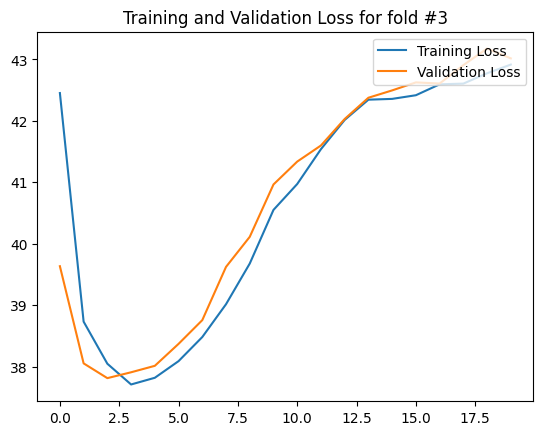 Training and Validation Loss for fold #3
Training Loss
Validation Loss
43
42
41
40
39
38
0.0 2.5 5.0 7.5 10.0 12.5 15.0 17.5